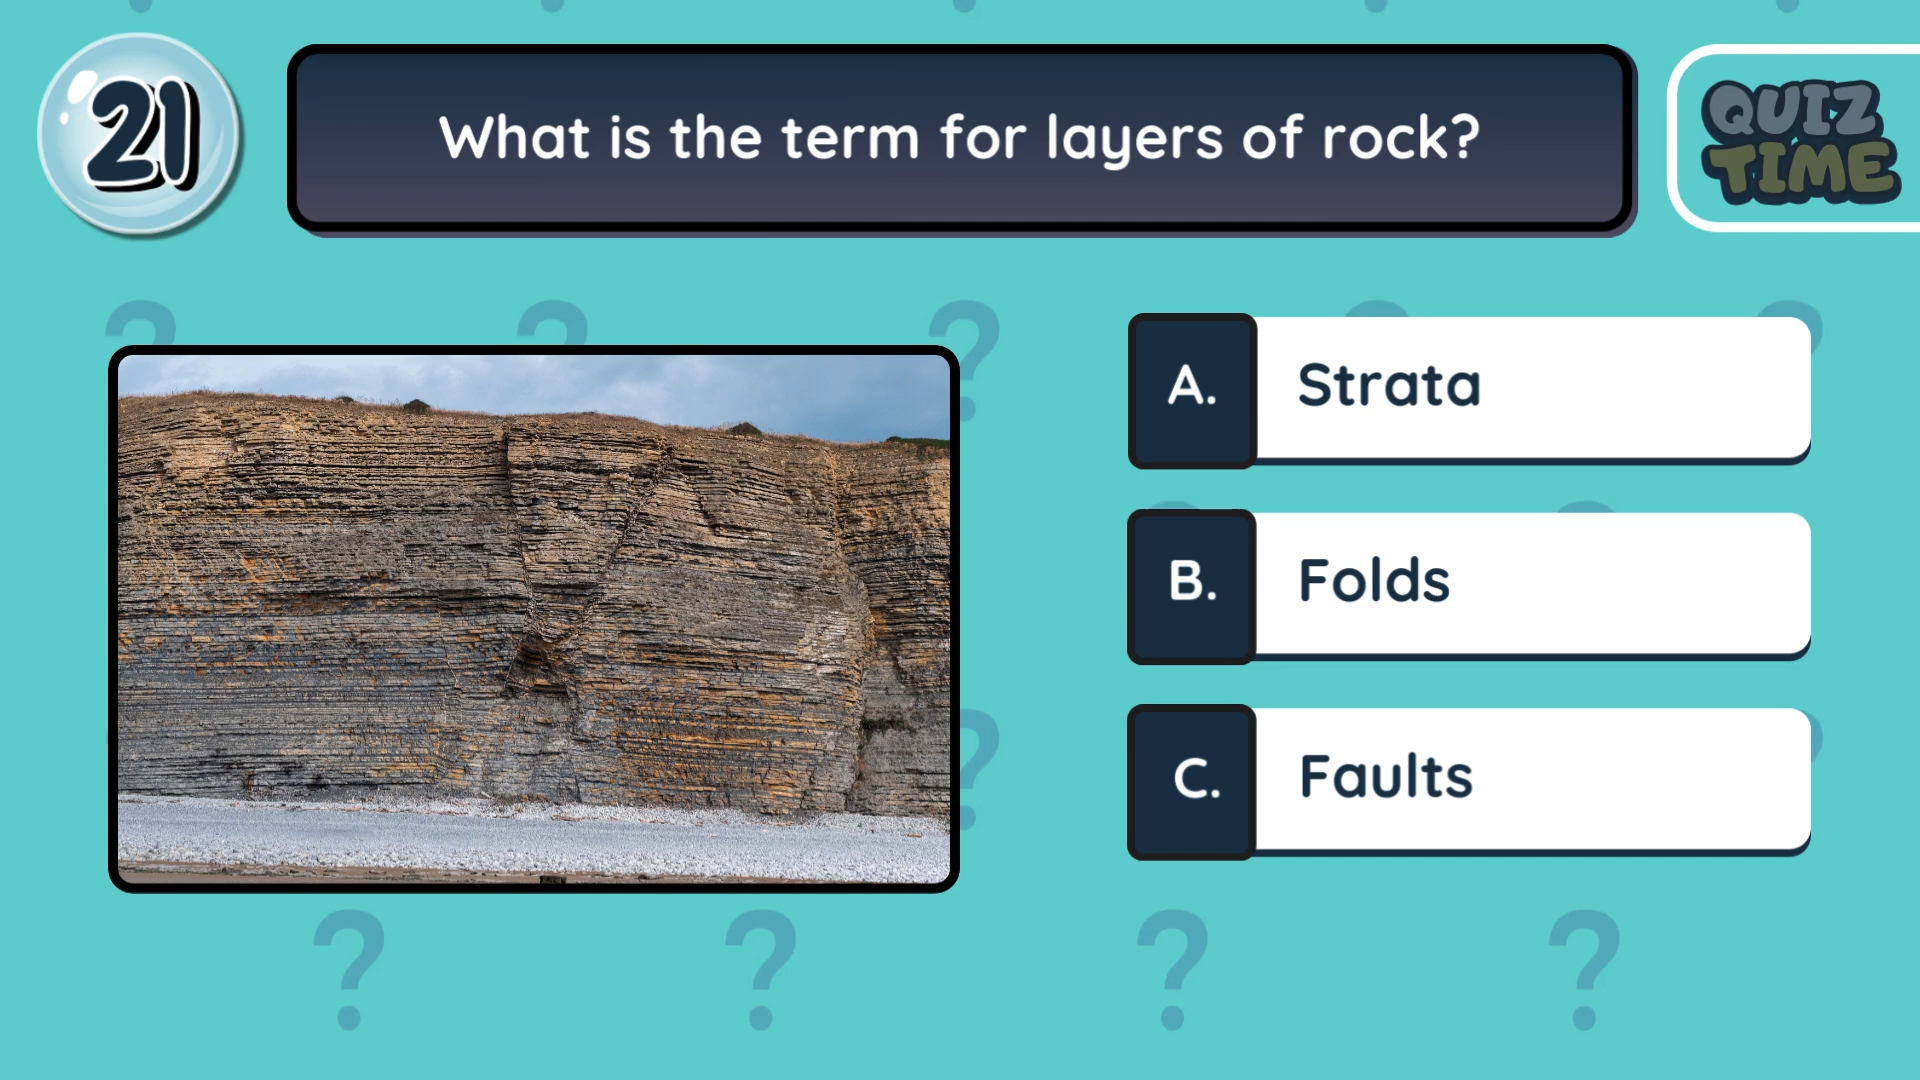 21
What is the term for layers of rock?
QUIZ
TIME
A. Strata
B. Folds
C. Faults